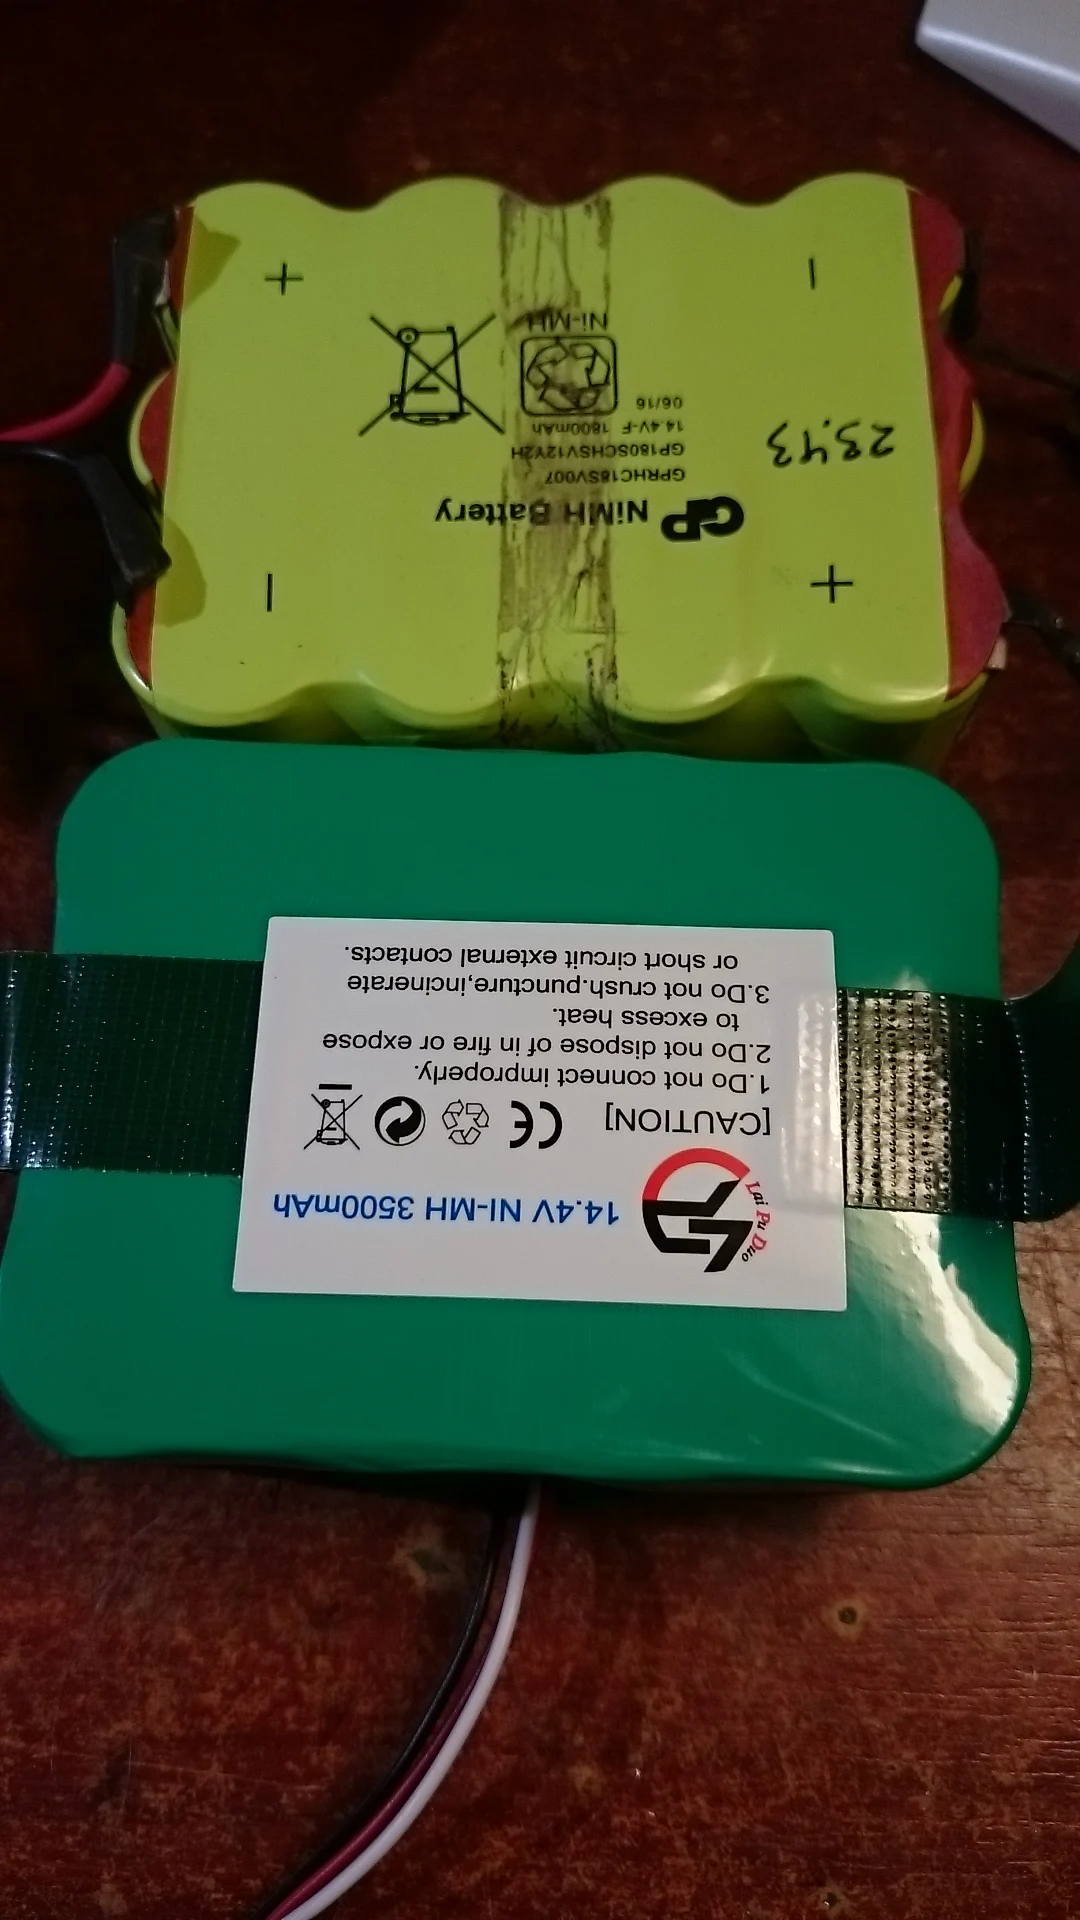 14.4V NI-MH 3500mAh
Lai Pu Duo
[CAUTION]
CE
1.Do not connect improperly.
2.Do not dispose of in fire or expose
to excess heat.
3.Do not crush.puncture,incinerate
or short circuit external contacts.
+
−
GP NiMH Battery
GPRHC18SV007
GP180SCHSV12Y2H
14.4V-F 1800mAh
06/16
Ni-MH
−
+